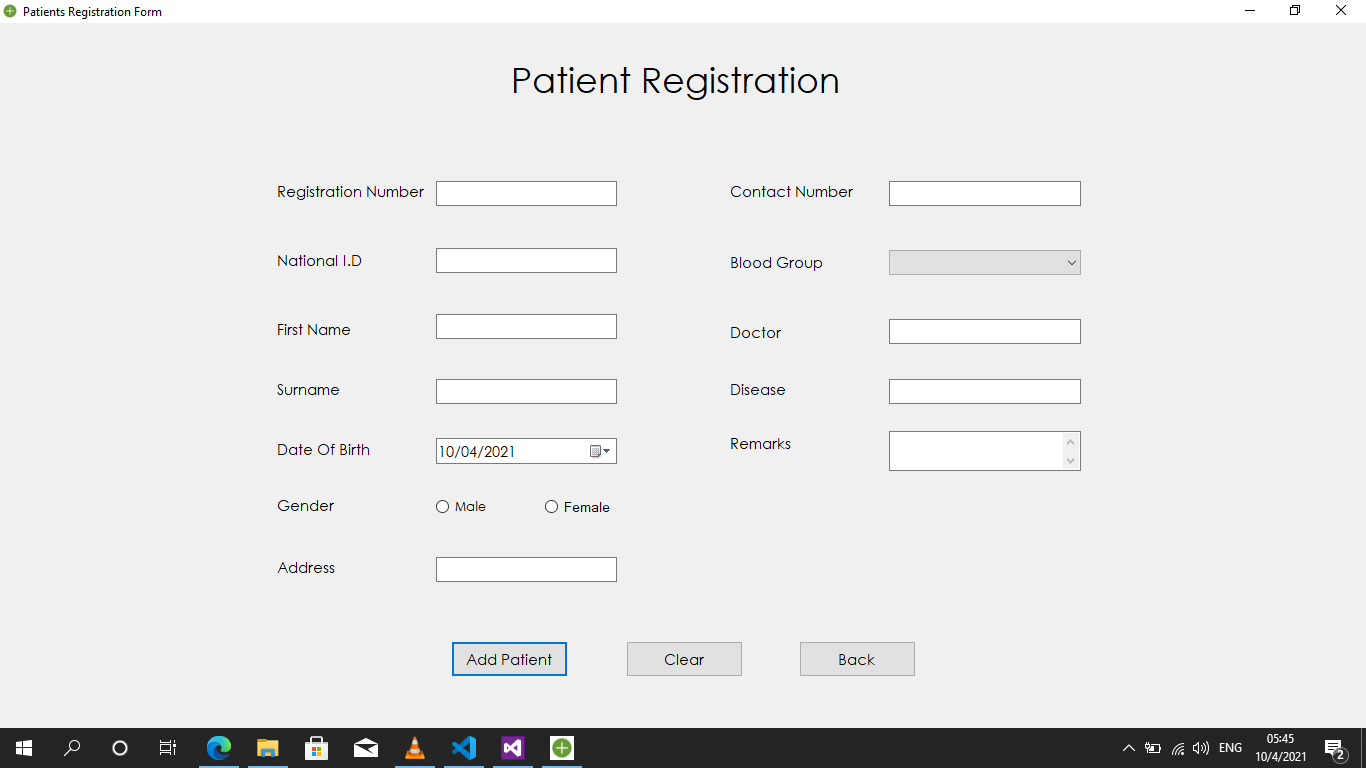 Patients Registration Form
Patient Registration
Registration Number
National I.D
First Name
Surname
Date Of Birth
10/04/2021
Gender
Male
Female
Address
Contact Number
Blood Group
Doctor
Disease
Remarks
Add Patient
Clear
Back
ENG
05:45
10/4/2021
2